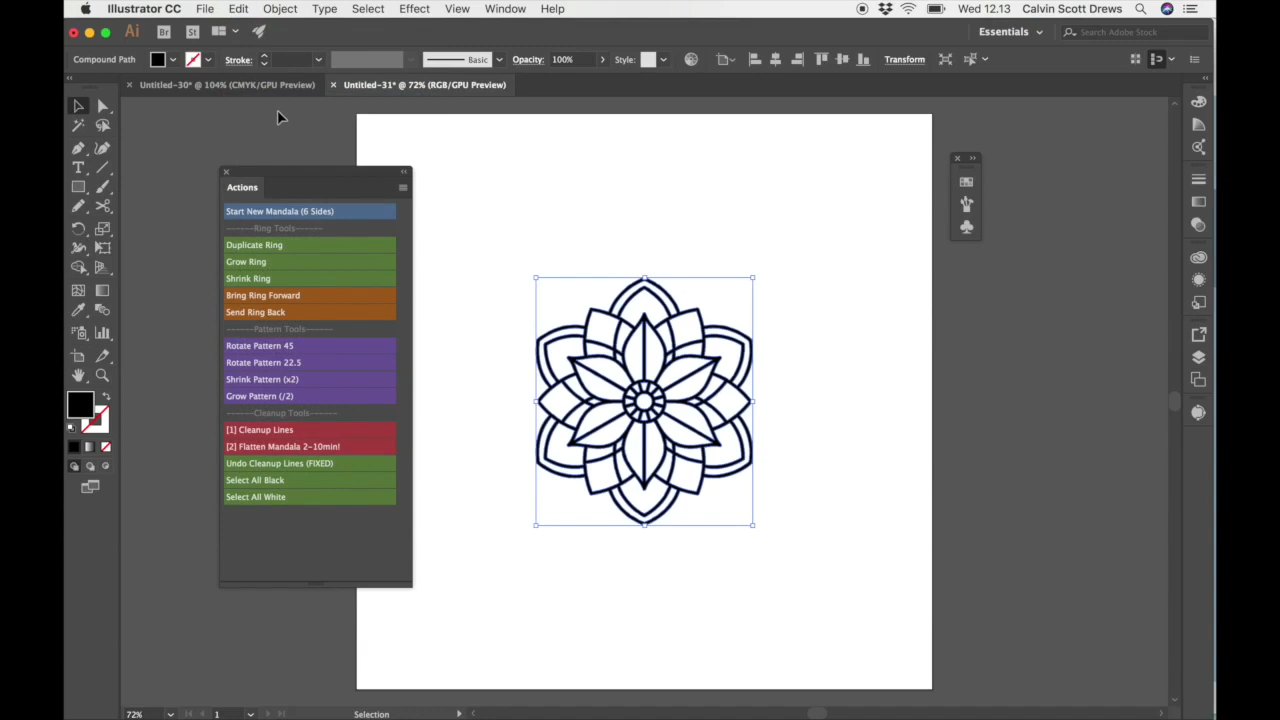 Illustrator CC File Edit Object Type Select Effect View Window Help Wed 12.13 Calvin Scott Drews
Ai Br St Essentials Search Adobe Stock
Compound Path Stroke: Basic Opacity: 100% Style: Transform
Untitled-30* @ 104% (CMYK/GPU Preview) Untitled-31* @ 72% (RGB/GPU Preview)
Actions
Start New Mandala (6 Sides)
-------Ring Tools------
Duplicate Ring
Grow Ring
Shrink Ring
Bring Ring Forward
Send Ring Back
-------Pattern Tools-------
Rotate Pattern 45
Rotate Pattern 22.5
Shrink Pattern (x2)
Grow Pattern (/2)
-------Cleanup Tools-------
[1] Cleanup Lines
[2] Flatten Mandala 2-10min!
Undo Cleanup Lines (FIXED)
Select All Black
Select All White
72% 1 Selection